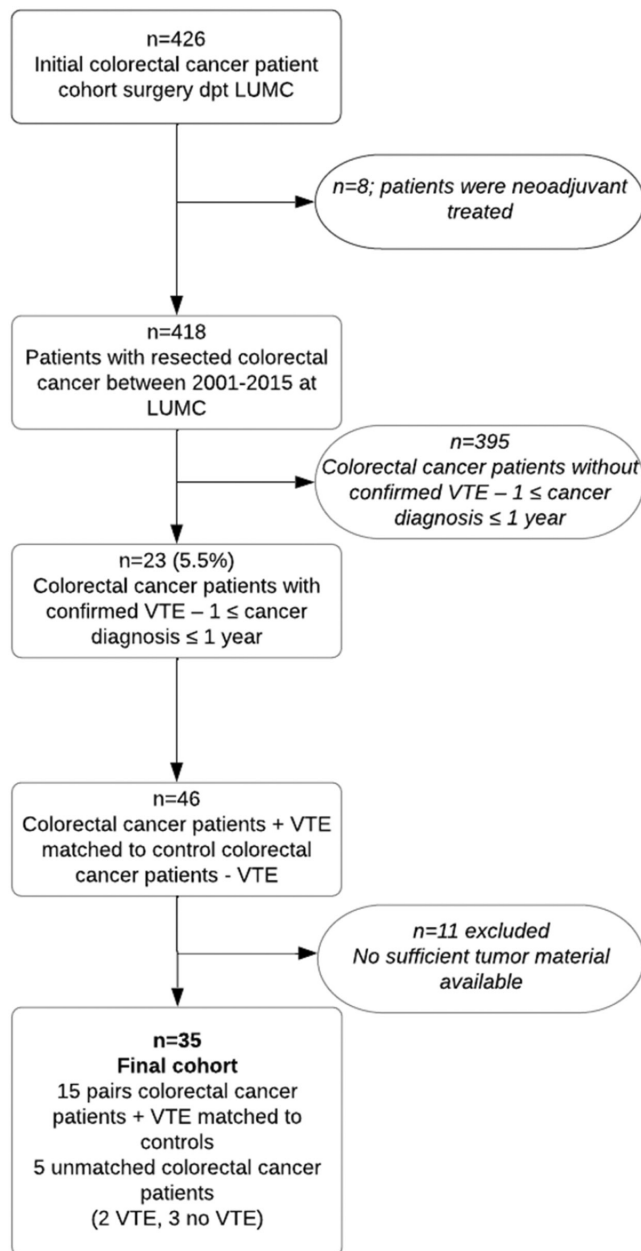 n=426
Initial colorectal cancer patient
cohort surgery dpt LUMC
n=8; patients were neoadjuvant
treated
n=418
Patients with resected colorectal
cancer between 2001-2015 at
LUMC
n=395
Colorectal cancer patients without
confirmed VTE – 1 ≤ cancer
diagnosis ≤ 1 year
n=23 (5.5%)
Colorectal cancer patients with
confirmed VTE – 1 ≤ cancer
diagnosis ≤ 1 year
n=46
Colorectal cancer patients + VTE
matched to control colorectal
cancer patients - VTE
n=11 excluded
No sufficient tumor material
available
n=35
Final cohort
15 pairs colorectal cancer
patients + VTE matched to
controls
5 unmatched colorectal cancer
patients
(2 VTE, 3 no VTE)